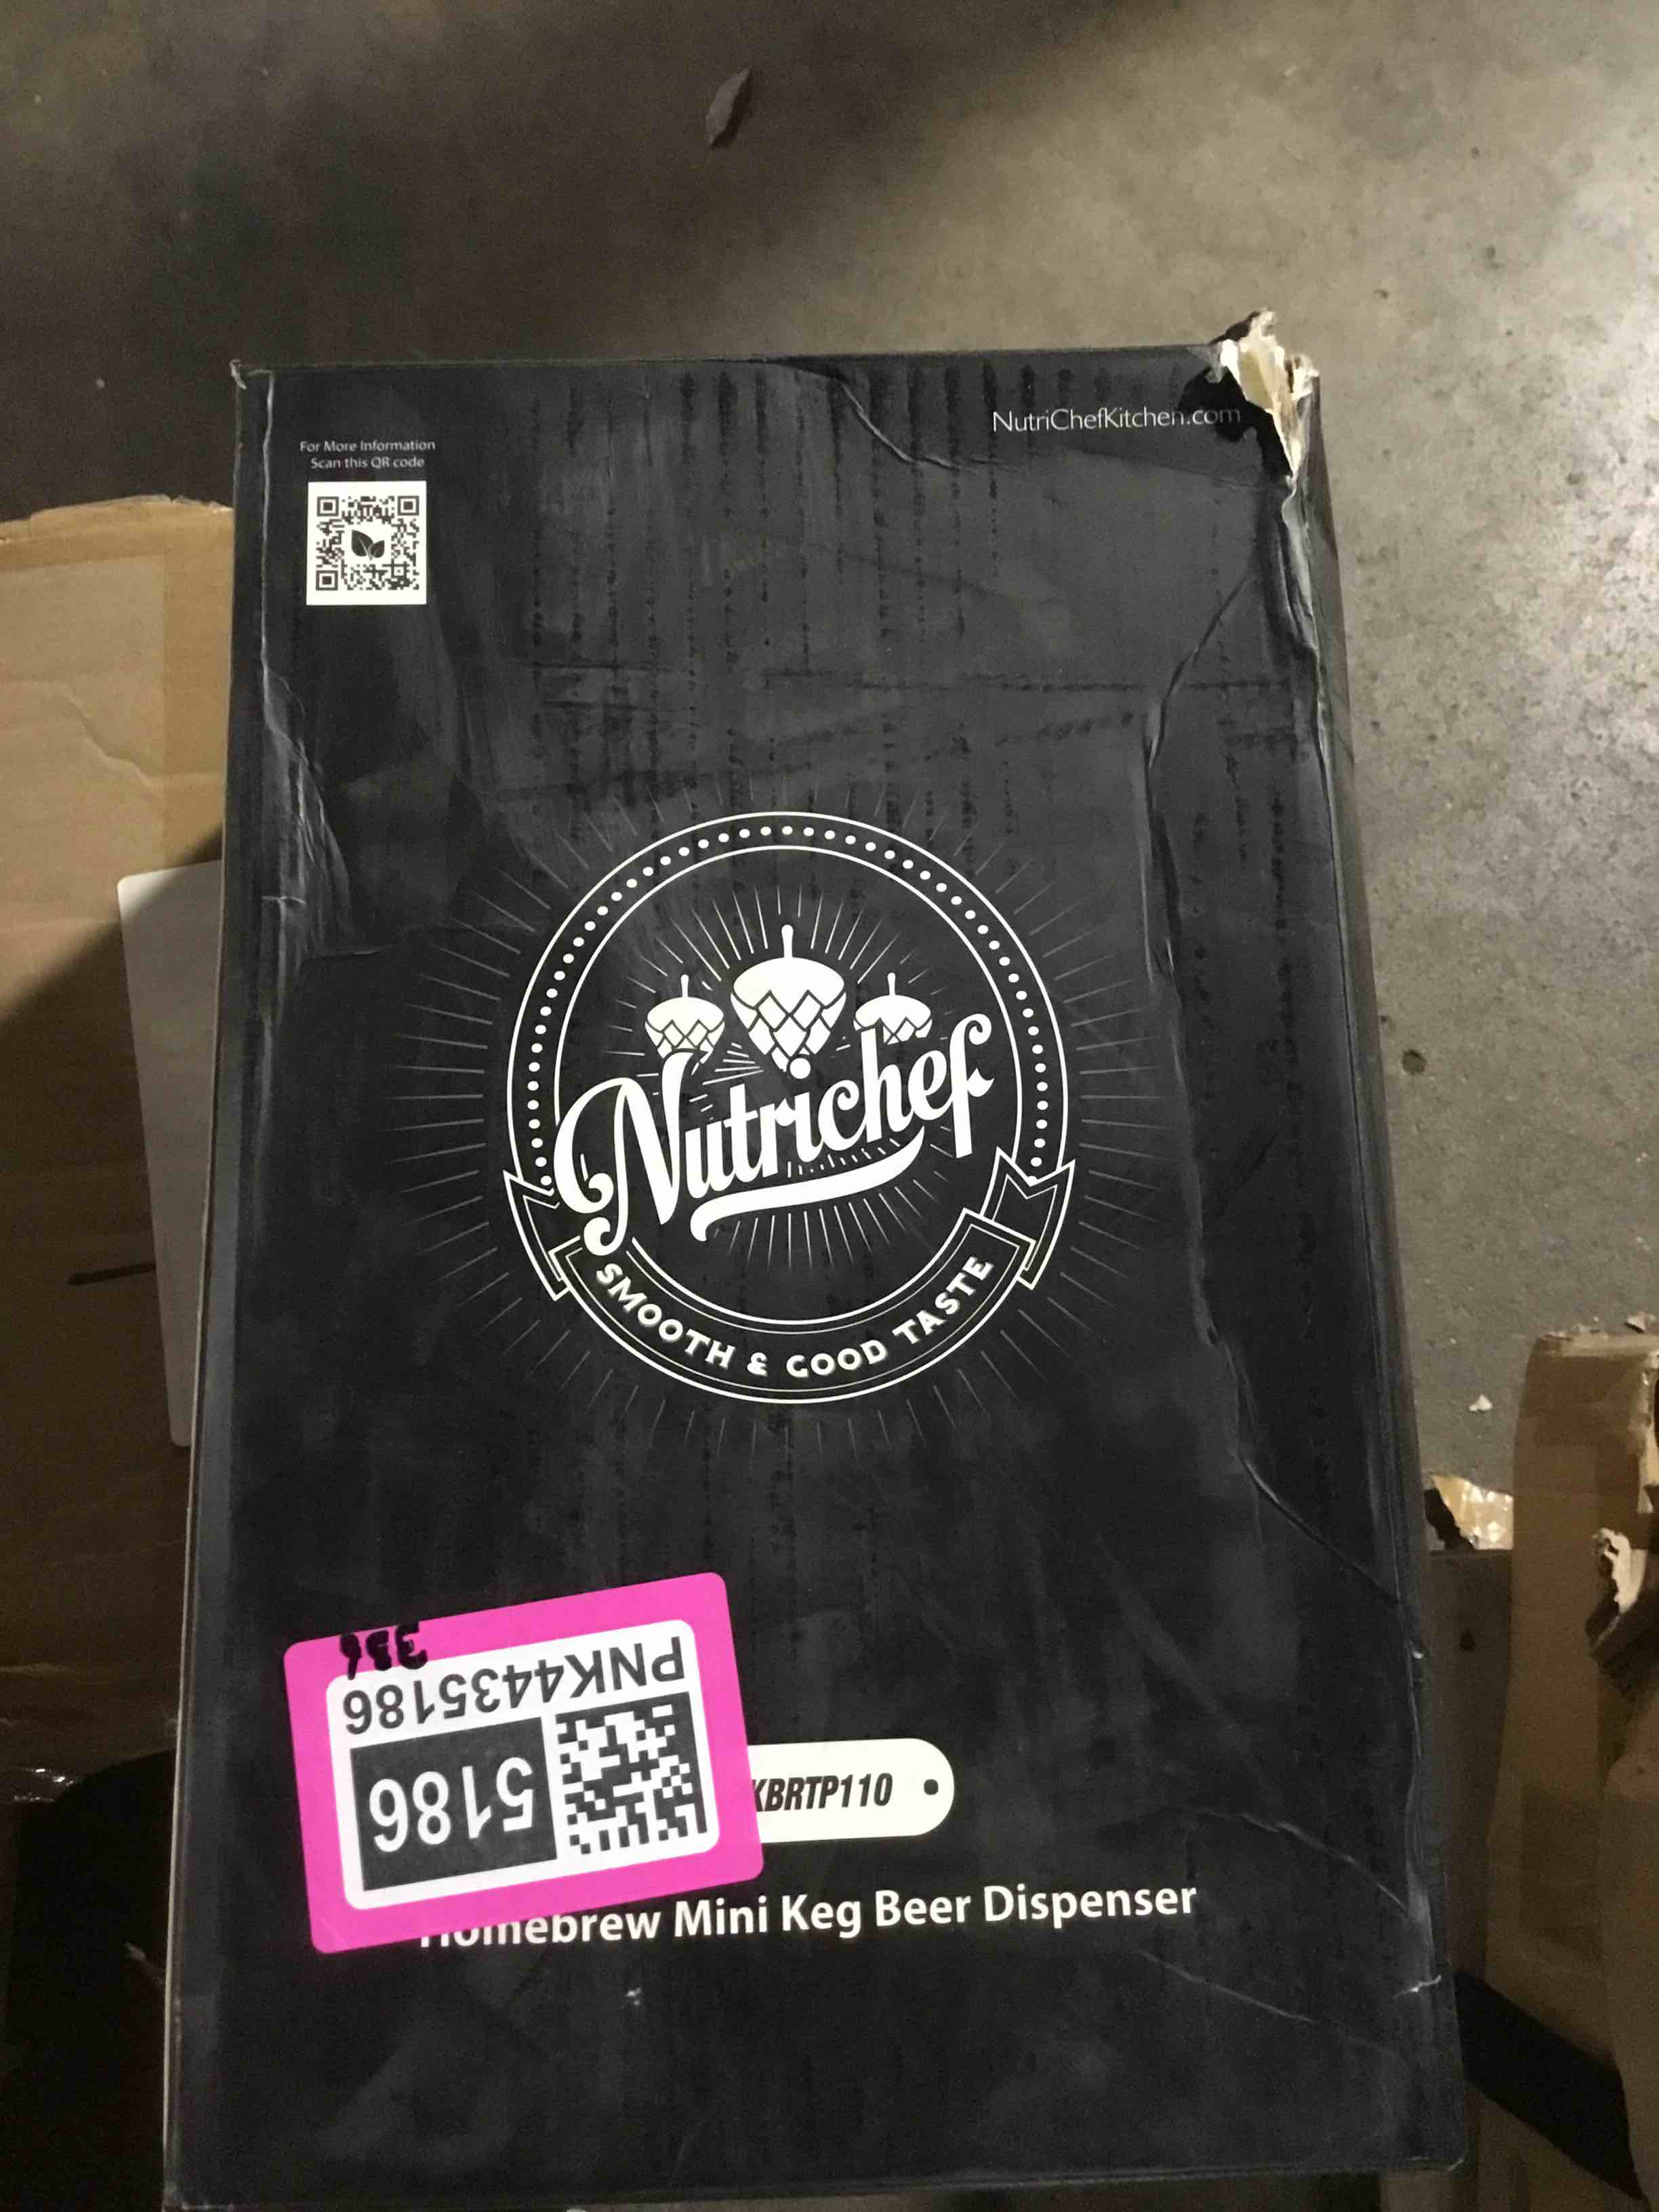 NutriChefKitchen.com
For More Information
Scan this QR code
Nutrichef
SMOOTH & GOOD TASTE
PNK4435186
5186
KBRTP110
Homebrew Mini Keg Beer Dispenser